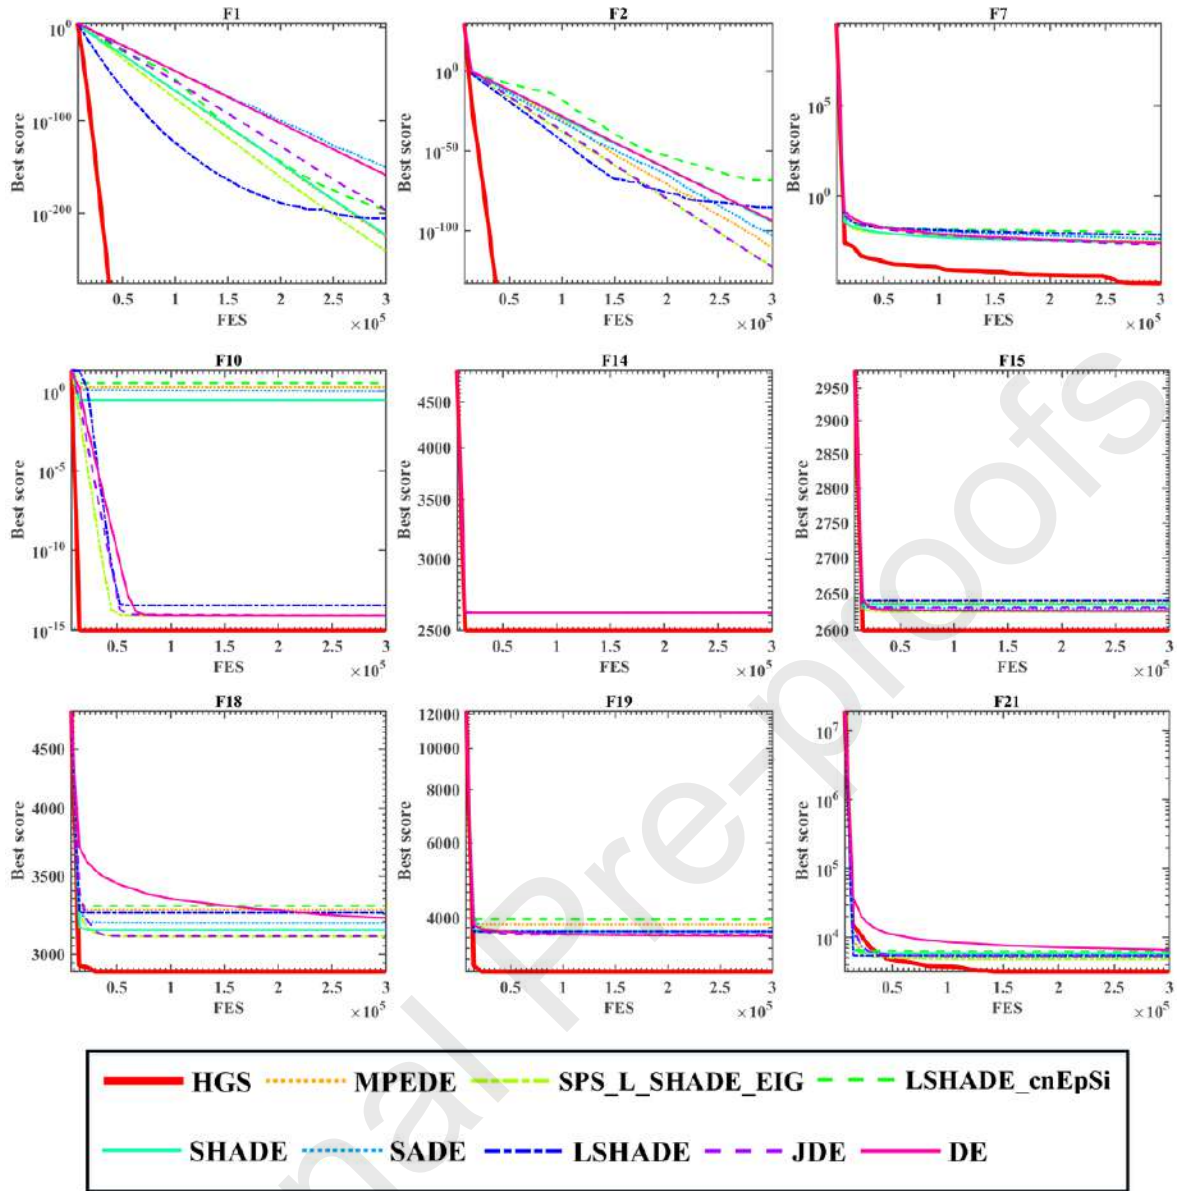 F1
F2
F7
Best score
10^0
10^-100
10^-200
0.5 1 1.5 2 2.5 3
FES
×10^5
Best score
10^0
10^-50
10^-100
0.5 1 1.5 2 2.5 3
FES
×10^5
Best score
10^5
10^0
0.5 1 1.5 2 2.5 3
FES
×10^5
F10
F14
F15
Best score
10^0
10^-5
10^-10
10^-15
0.5 1 1.5 2 2.5 3
FES
×10^5
Best score
4500
4000
3500
3000
2500
0.5 1 1.5 2 2.5 3
FES
×10^5
Best score
2950
2900
2850
2800
2750
2700
2650
2600
0.5 1 1.5 2 2.5 3
FES
×10^5
F18
F19
F21
Best score
4500
4000
3500
3000
0.5 1 1.5 2 2.5 3
FES
×10^5
Best score
12000
10000
8000
6000
4000
0.5 1 1.5 2 2.5 3
FES
×10^5
Best score
10^7
10^6
10^5
10^4
0.5 1 1.5 2 2.5 3
FES
×10^5
HGS MPEDE SPS_L_SHADE_EIG LSHADE_cnEpSi
SHADE SADE LSHADE JDE DE
nal Pre-proofs